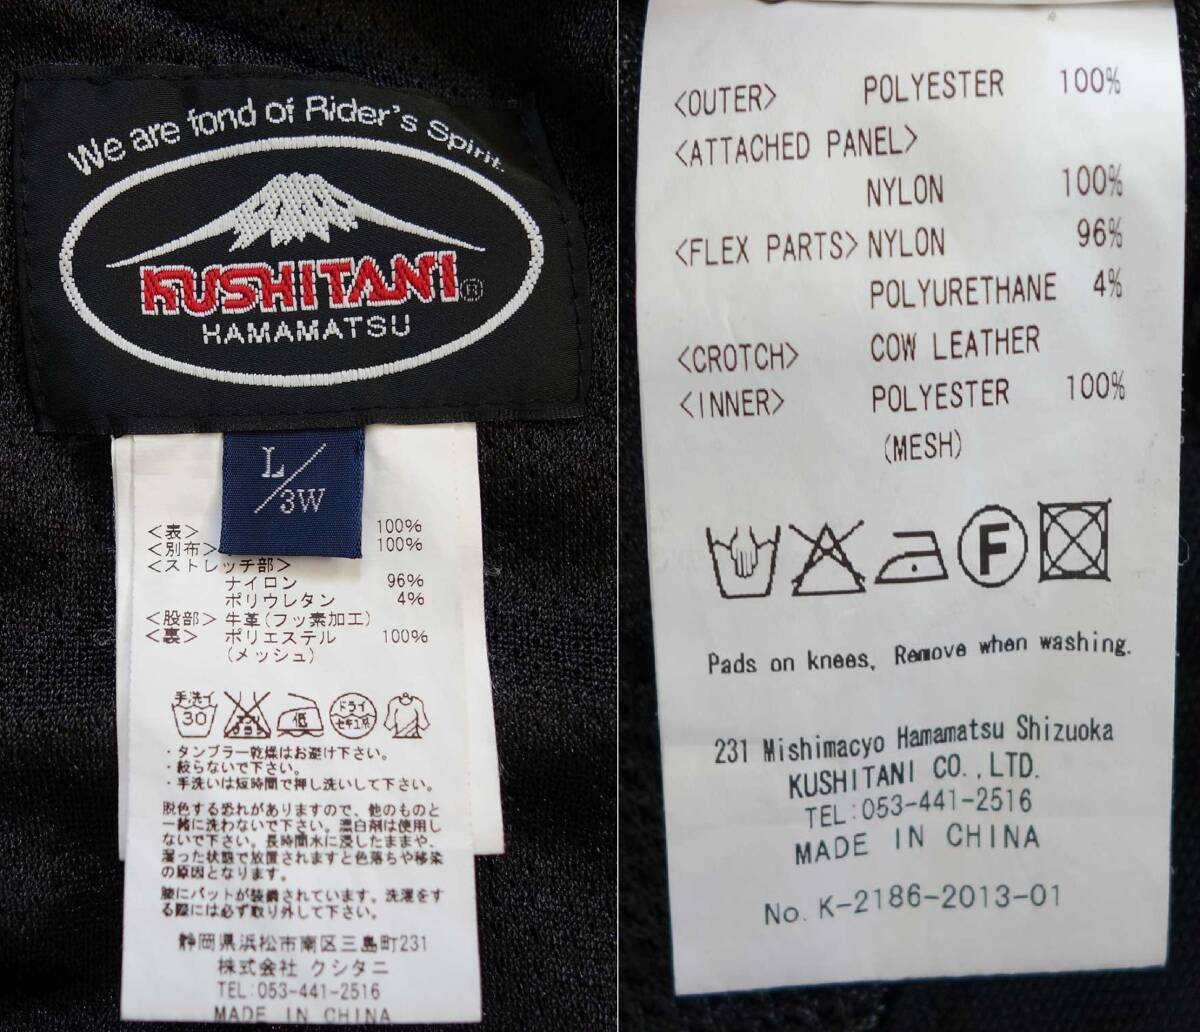 We are fond of Rider's Spirit.
KUSHITANI®
HAMAMATSU
L/3W
<表> 100%
<別布> 100%
<ストレッチ部>
ナイロン 96%
ポリウレタン 4%
<股部> 牛革(フッ素加工)
<裏> ポリエステル 100%
(メッシュ)
手洗イ
30
低
ドライ
セキユ系
・タンブラー乾燥はお避け下さい。
・絞らないで下さい。
・手洗いは短時間で押し洗いして下さい。
脱色する恐れがありますので、他のものと
一緒に洗わないで下さい。漂白剤は使用し
ないで下さい。長時間水に浸したままや、
湿った状態で放置されますと色落ちや移染
の原因となります。
膝にパットが装備されています。洗濯をす
る際には必ず取り外して下さい。
静岡県浜松市南区三島町231
株式会社 クシタニ
TEL:053-441-2516
MADE IN CHINA
<OUTER> POLYESTER 100%
<ATTACHED PANEL>
NYLON 100%
<FLEX PARTS> NYLON 96%
POLYURETHANE 4%
<CROTCH> COW LEATHER
<INNER> POLYESTER 100%
(MESH)
F
Pads on knees, Remove when washing.
231 Mishimacyo Hamamatsu Shizuoka
KUSHITANI CO.,LTD.
TEL:053-441-2516
MADE IN CHINA
No. K-2186-2013-01